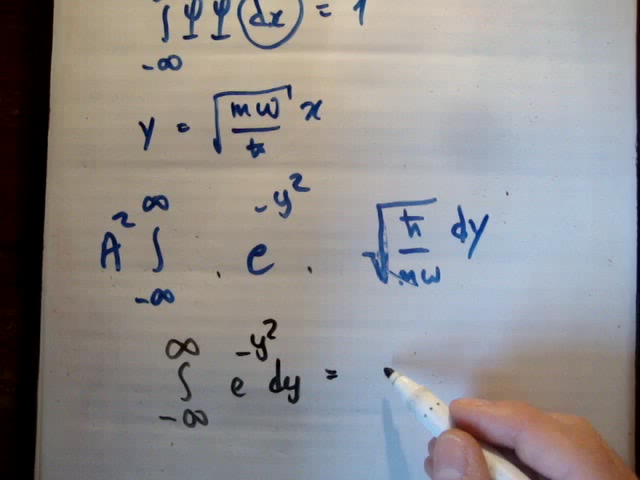 ∫_{-∞} Ψ Ψ dx = 1
y = √(mω/ħ) x
A² ∫_{-∞}^{∞} . e^{-y²} . √(ħ/mω) dy
∫_{-∞}^{∞} e^{-y²} dy =